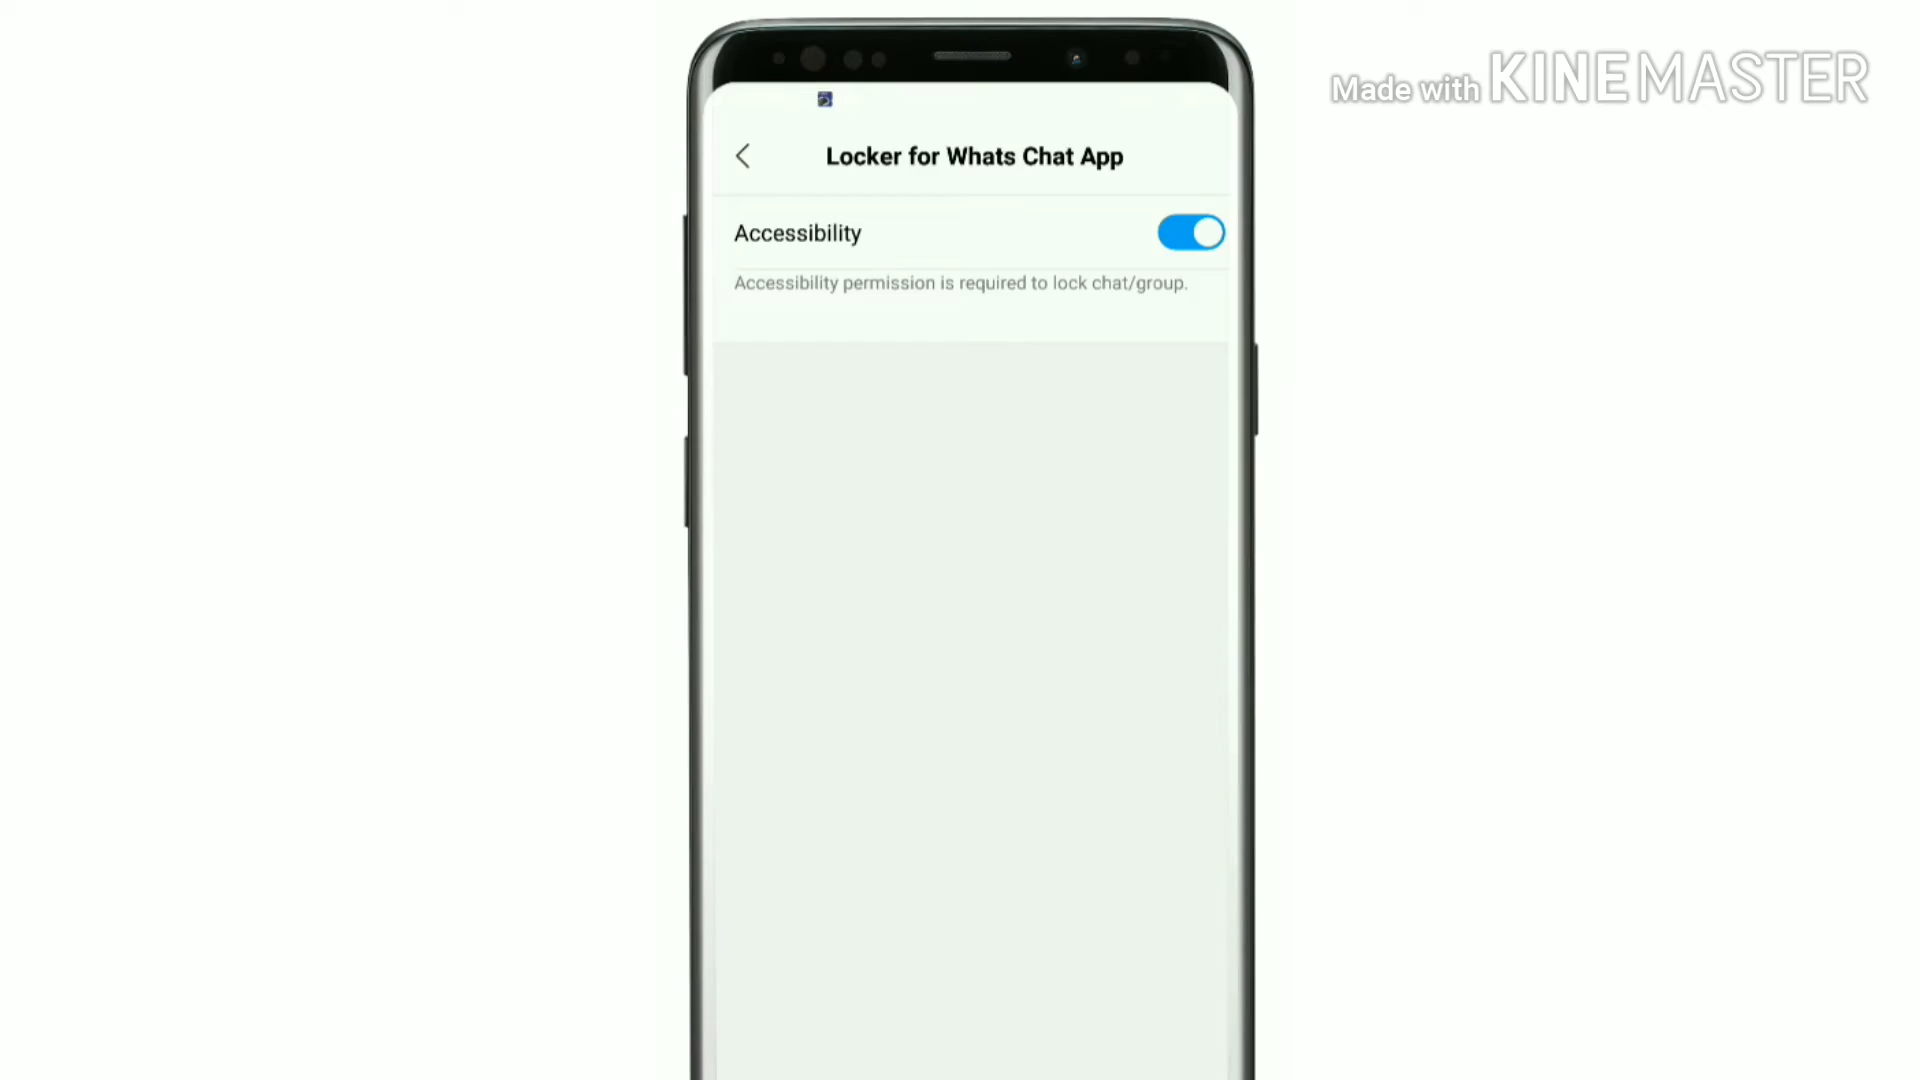 Made with KINEMASTER
Locker for Whats Chat App
Accessibility
Accessibility permission is required to lock chat/group.